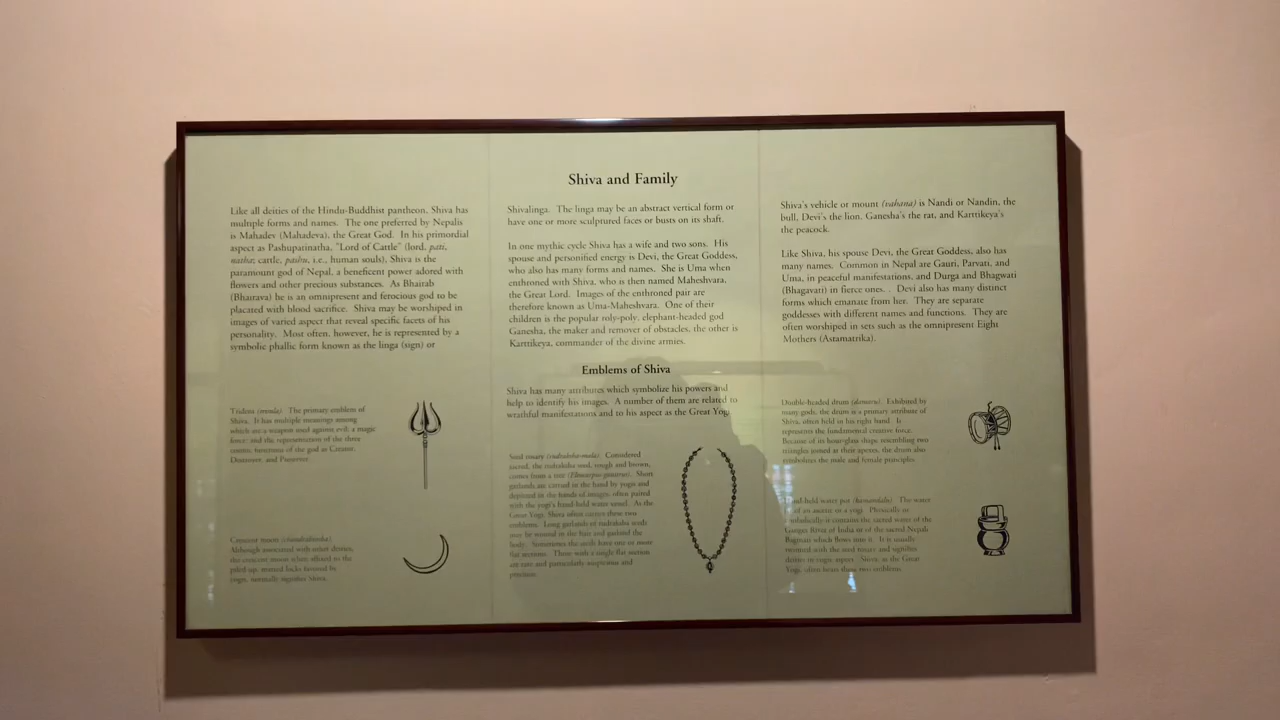 Shiva and Family
Like all deities of the Hindu-Buddhist pantheon, Shiva has
multiple forms and names. The one preferred by Nepalis
is Mahadev (Mahadeva), the Great God. In his primordial
aspect as Pashupatinatha, "Lord of Cattle" (lord, pati,
natha; cattle, pashu, i.e., human souls), Shiva is the
paramount god of Nepal, a beneficent power adored with
flowers and other precious substances. As Bhairab
(Bhairava) he is an omnipresent and ferocious god to be
placated with blood sacrifice. Shiva may be worshiped in
images of varied aspect that reveal specific facets of his
personality. Most often, however, he is represented by a
symbolic phallic form known as the linga (sign) or
Shivalinga. The linga may be an abstract vertical form or
have one or more sculptured faces or busts on its shaft.
In one mythic cycle Shiva has a wife and two sons. His
spouse and personified energy is Devi, the Great Goddess,
who also has many forms and names. She is Uma when
enthroned with Shiva, who is then named Maheshvara,
the Great Lord. Images of the enthroned pair are
therefore known as Uma-Maheshvara. One of their
children is the popular roly-poly, elephant-headed god
Ganesha, the maker and remover of obstacles, the other is
Karttikeya, commander of the divine armies.
Shiva's vehicle or mount (vahana) is Nandi or Nandin, the
bull, Devi's the lion, Ganesha's the rat, and Karttikeya's
the peacock.
Like Shiva, his spouse Devi, the Great Goddess, also has
many names. Common in Nepal are Gauri, Parvati, and
Uma, in peaceful manifestations, and Durga and Bhagwati
(Bhagavati) in fierce ones. . Devi also has many distinct
forms which emanate from her. They are separate
goddesses with different names and functions. They are
often worshiped in sets such as the omnipresent Eight
Mothers (Astamatrika).
Emblems of Shiva
Shiva has many attributes which symbolize his powers and
help to identify his images. A number of them are related to
wrathful manifestations and to his aspect as the Great Yogi.
Trident (trisula). The primary emblem of
Shiva. It has multiple meanings among
which are a weapon used against evil, a magic
force and the representation of the three
cosmic functions of the god as Creator,
Destroyer, and Preserver.
Crescent moon (chandrabimba)
Although associated with other deities,
the crescent moon when affixed to the
piled up, matted locks favored by
yogis, normally signifies Shiva.
Seed rosary (rudraksha-mala). Considered
sacred, the rudraksha seed, rough and brown,
comes from a tree Short
garlands are carried in the hand by yogis and
depicted in the hands of images, often paired
with the yogi's hand-held water vessel. As the
Great Yogi, Shiva often carries these two
emblems. Long garlands of rudraksha seeds
may be wound in the hair and garland the
body. Sometimes the seeds have one or more
flat sections. Those with a single flat section
are rare and particularly auspicious and
precious.
Double-headed drum (damaru). Exhibited by
many gods, the drum is a primary attribute of
Shiva, often held in his right hand. It
represents the fundamental creative force.
Because of its hour-glass shape resembling two
triangles joined at their apexes, the drum also
symbolizes the male and female principles.
Hand-held water pot (kamandalu) The water
of an ascetic or a yogi. Physically or
symbolically it contains the sacred water of the
Ganges River of India or of the sacred Nepali
Bagmati which flows into it. It is usually
with the seed rosary and signifies
deities in yogic aspect. Shiva, as the Great
Yogi, often bears these two emblems.